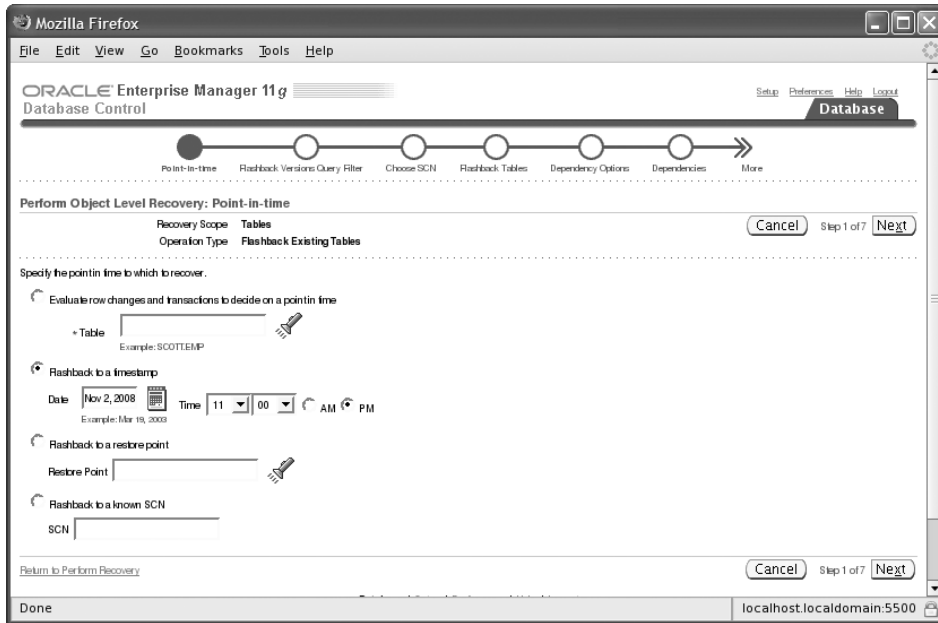 Mozilla Firefox
File Edit View Go Bookmarks Tools Help
ORACLE Enterprise Manager 11g
Database Control
Setup Preferences Help Logout
Database
Point-in-time Flashback Versions Query Filter Choose SCN Flashback Tables Dependency Options Dependencies More
Perform Object Level Recovery: Point-in-time
Recovery Scope Tables
Operation Type Flashback Existing Tables
Cancel Step 1 of 7 Next
Specify the point in time to which to recover.
Evaluate row changes and transactions to decide on a point in time
* Table
Example: SCOTT.EMP
Flashback to a timestamp
Date Nov 2, 2008 Time 11 00 AM PM
Example: Mar 19, 2003
Flashback to a restore point
Restore Point
Flashback to a known SCN
SCN
Return to Perform Recovery
Cancel Step 1 of 7 Next
Done
localhost.localdomain:5500